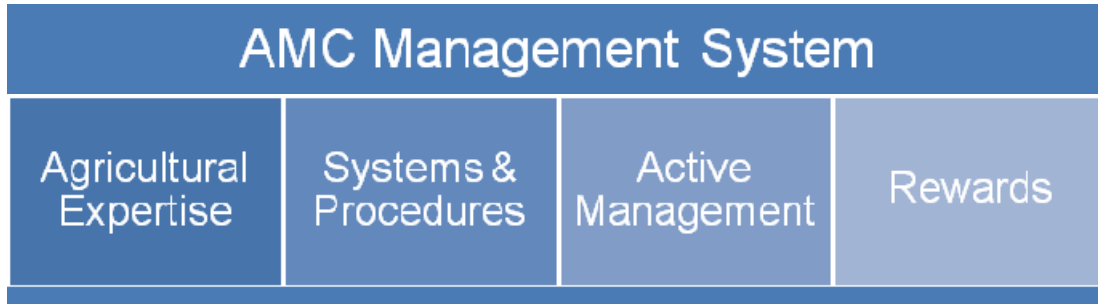 AMC Management System
Agricultural
Expertise
Systems &
Procedures
Active
Management
Rewards